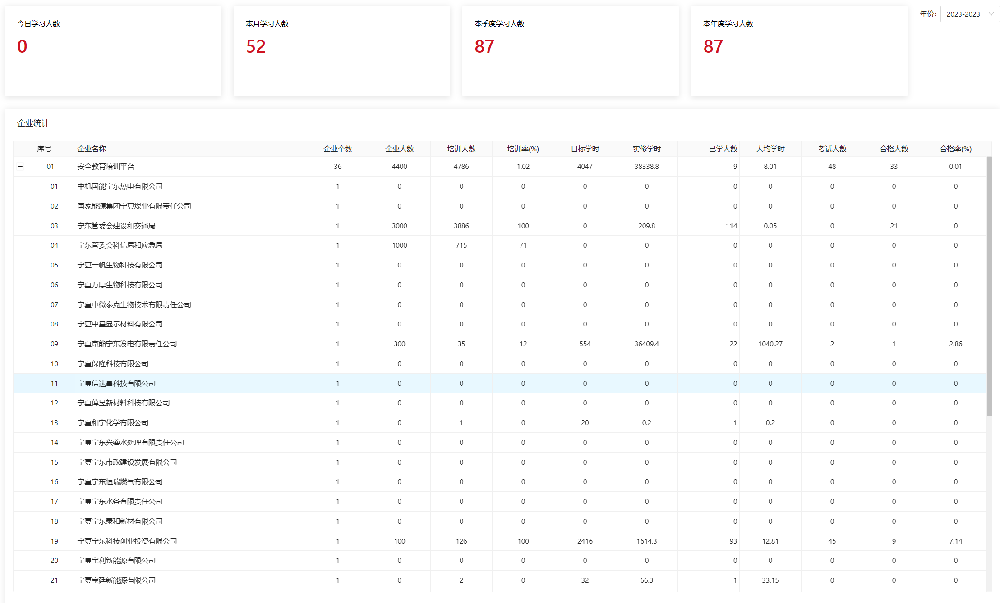 今日学习人数
0
本月学习人数
52
本季度学习人数
87
本年度学习人数
87
年份: 2023-2023
企业统计
序号 企业名称 企业个数 企业人数 培训人数 培训率(%) 目标学时 实修学时 已学人数 人均学时 考试人数 合格人数 合格率(%)
01 安全教育培训平台 36 4400 4786 1.02 4047 38338.8 9 8.01 48 33 0.01
01 中机国能宁东热电有限公司 1 0 0 0 0 0 0 0 0 0 0
02 国家能源集团宁夏煤业有限责任公司 1 0 0 0 0 0 0 0 0 0 0
03 宁东管委会建设和交通局 1 3000 3886 100 0 209.8 114 0.05 0 21 0
04 宁东管委会科信局和应急局 1 1000 715 71 0 0 0 0 0 0 0
05 宁夏一帆生物科技有限公司 1 0 0 0 0 0 0 0 0 0 0
06 宁夏万厚生物科技有限公司 1 0 0 0 0 0 0 0 0 0 0
07 宁夏中微泰克生物技术有限责任公司 1 0 0 0 0 0 0 0 0 0 0
08 宁夏中星显示材料有限公司 1 0 0 0 0 0 0 0 0 0 0
09 宁夏京能宁东发电有限责任公司 1 300 35 12 554 36409.4 22 1040.27 2 1 2.86
10 宁夏保隆科技有限公司 1 0 0 0 0 0 0 0 0 0 0
11 宁夏信达昌科技有限公司 1 0 0 0 0 0 0 0 0 0 0
12 宁夏倬昱新材料科技有限公司 1 0 0 0 0 0 0 0 0 0 0
13 宁夏和宁化学有限公司 1 0 1 0 20 0.2 1 0.2 0 0 0
14 宁夏宁东兴蓉水处理有限责任公司 1 0 0 0 0 0 0 0 0 0 0
15 宁夏宁东市政建设发展有限公司 1 0 0 0 0 0 0 0 0 0 0
16 宁夏宁东恒瑞燃气有限公司 1 0 0 0 0 0 0 0 0 0 0
17 宁夏宁东水务有限责任公司 1 0 0 0 0 0 0 0 0 0 0
18 宁夏宁东泰和新材有限公司 1 0 0 0 0 0 0 0 0 0 0
19 宁夏宁东科技创业投资有限公司 1 100 126 100 2416 1614.3 93 12.81 45 9 7.14
20 宁夏宝利新能源有限公司 1 0 0 0 0 0 0 0 0 0 0
21 宁夏宝廷新能源有限公司 1 0 2 0 32 66.3 1 33.15 0 0 0